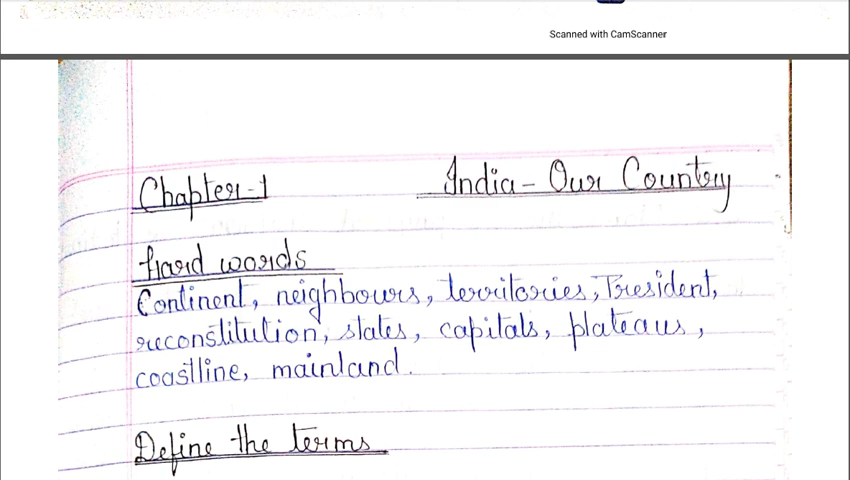 Scanned with CamScanner
Chapter-1 India - Our Country
Hard words
Continent, neighbours, territories, President,
reconstitution, states, capitals, plateaus,
coastline, mainland.
Define the terms